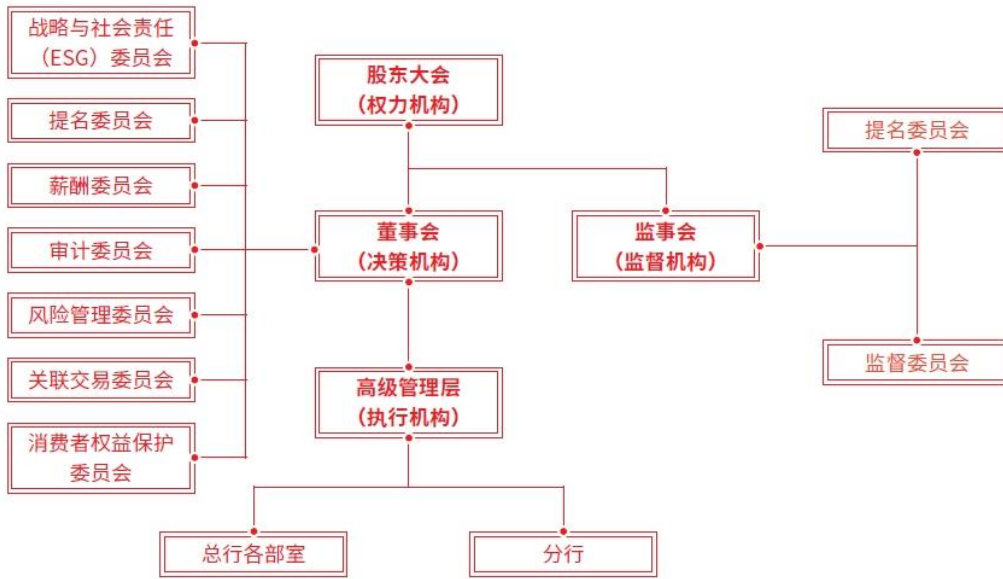 战略与社会责任
（ESG）委员会
提名委员会
薪酬委员会
审计委员会
风险管理委员会
关联交易委员会
消费者权益保护
委员会
股东大会
（权力机构）
董事会
（决策机构）
监事会
（监督机构）
高级管理层
（执行机构）
总行各部室
分行
提名委员会
监督委员会